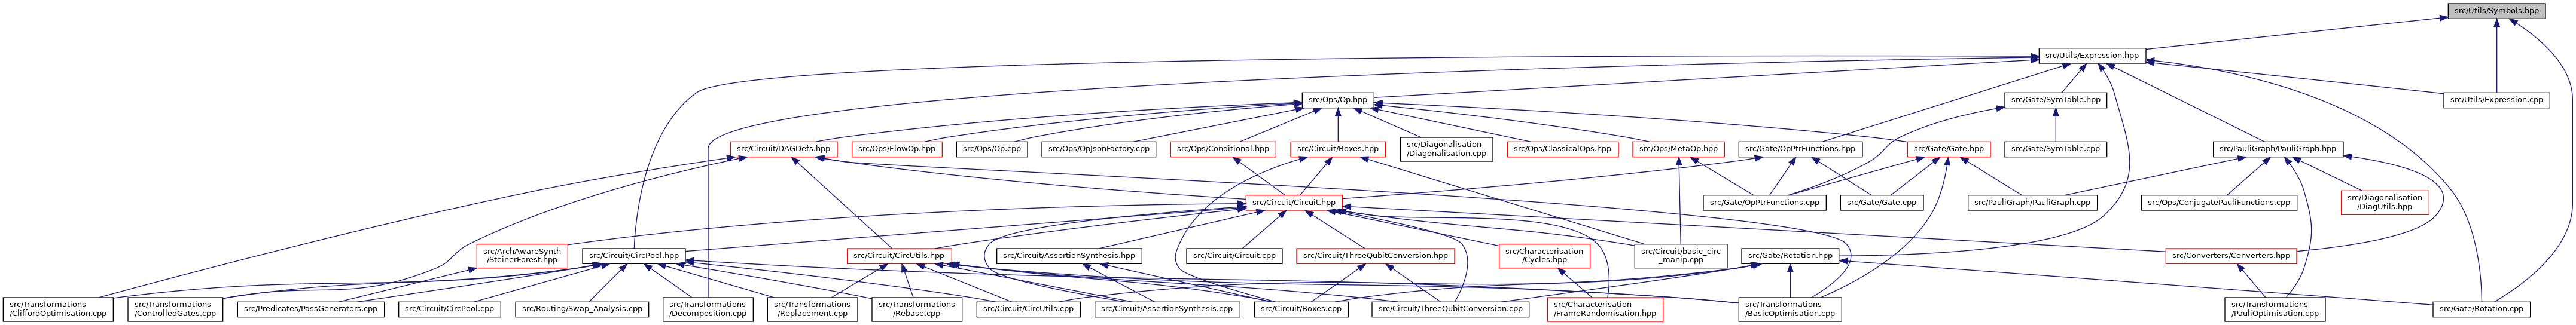 src/Utils/Symbols.hpp
src/Utils/Expression.hpp
src/Ops/Op.hpp
src/Gate/SymTable.hpp
src/Utils/Expression.cpp
src/Circuit/DAGDefs.hpp
src/Ops/FlowOp.hpp
src/Ops/Op.cpp
src/Ops/OpJsonFactory.cpp
src/Ops/Conditional.hpp
src/Circuit/Boxes.hpp
src/Diagonalisation
/Diagonalisation.cpp
src/Ops/ClassicalOps.hpp
src/Ops/MetaOp.hpp
src/Gate/OpPtrFunctions.hpp
src/Gate/Gate.hpp
src/Gate/SymTable.cpp
src/PauliGraph/PauliGraph.hpp
src/Circuit/Circuit.hpp
src/Gate/OpPtrFunctions.cpp
src/Gate/Gate.cpp
src/PauliGraph/PauliGraph.cpp
src/Ops/ConjugatePauliFunctions.cpp
src/Diagonalisation
/DiagUtils.hpp
src/ArchAwareSynth
/SteinerForest.hpp
src/Circuit/CircPool.hpp
src/Circuit/CircUtils.hpp
src/Circuit/AssertionSynthesis.hpp
src/Circuit/Circuit.cpp
src/Circuit/ThreeQubitConversion.hpp
src/Characterisation
/Cycles.hpp
src/Circuit/basic_circ
_manip.cpp
src/Gate/Rotation.hpp
src/Converters/Converters.hpp
src/Transformations
/CliffordOptimisation.cpp
src/Transformations
/ControlledGates.cpp
src/Predicates/PassGenerators.cpp
src/Circuit/CircPool.cpp
src/Routing/Swap_Analysis.cpp
src/Transformations
/Decomposition.cpp
src/Transformations
/Replacement.cpp
src/Transformations
/Rebase.cpp
src/Circuit/CircUtils.cpp
src/Circuit/AssertionSynthesis.cpp
src/Circuit/Boxes.cpp
src/Circuit/ThreeQubitConversion.cpp
src/Characterisation
/FrameRandomisation.hpp
src/Transformations
/BasicOptimisation.cpp
src/Transformations
/PauliOptimisation.cpp
src/Gate/Rotation.cpp